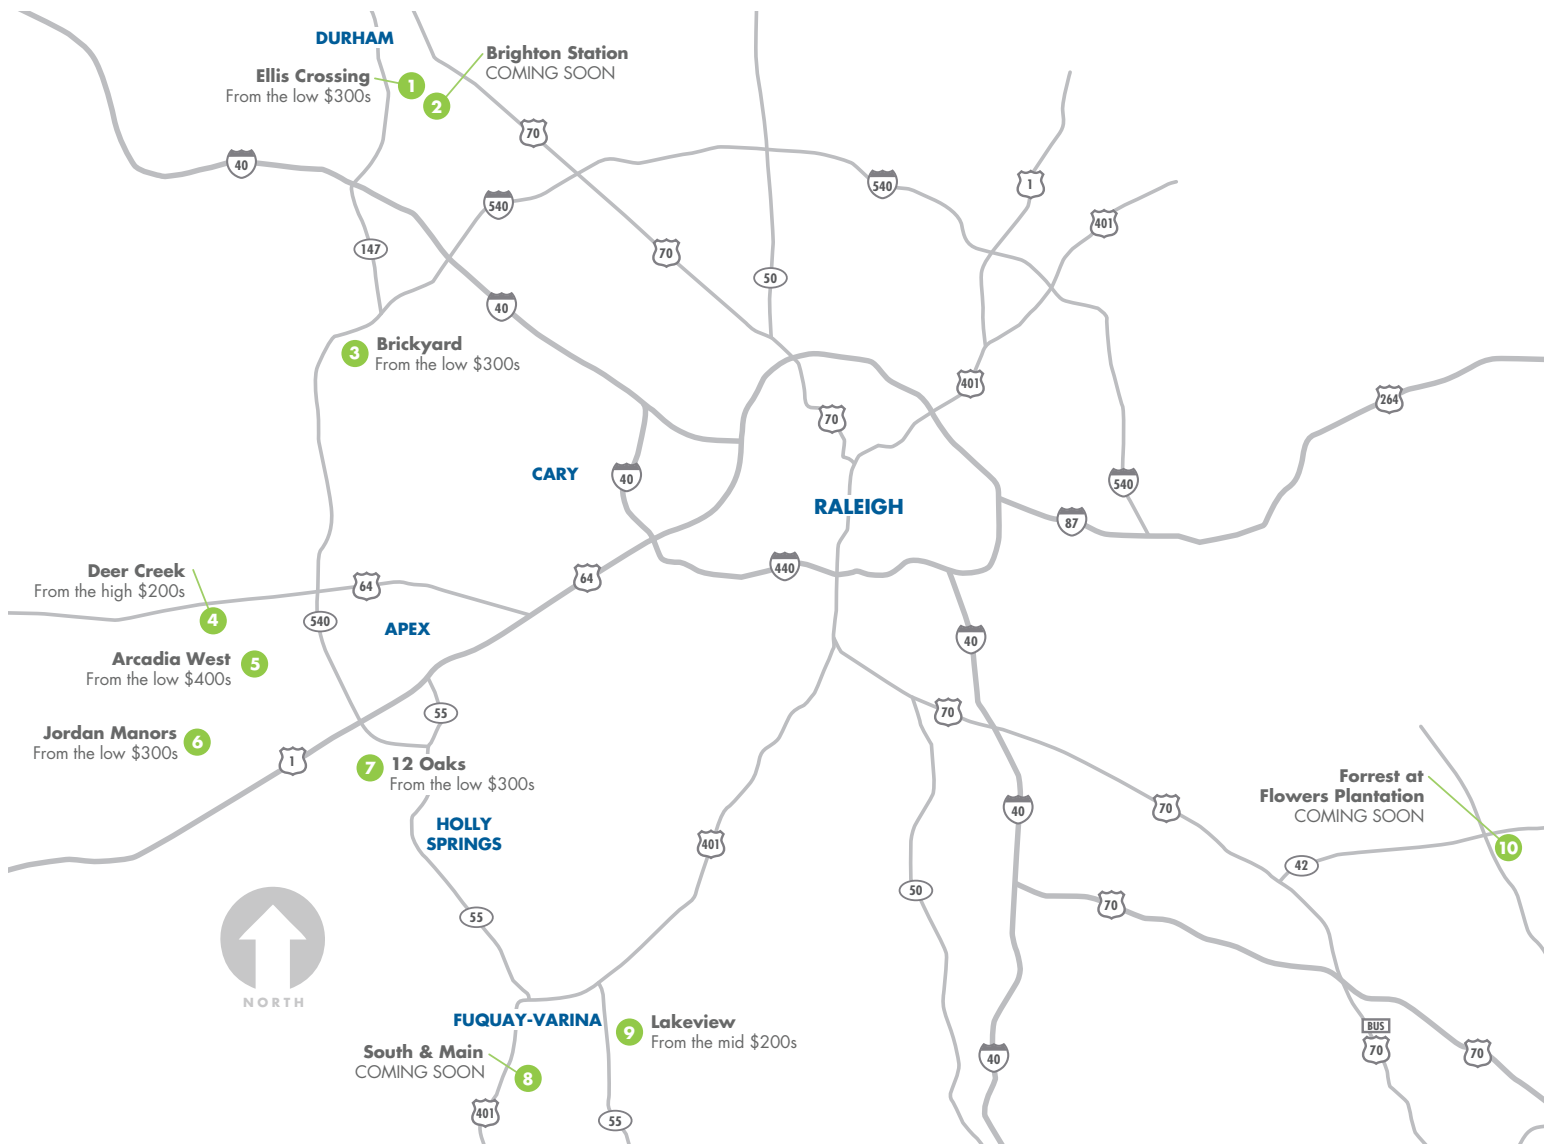 DURHAM
Brighton Station
COMING SOON
Ellis Crossing
From the low $300s
1
2
70
40
540
540
1
401
147
70
50
40
3
Brickyard
From the low $300s
401
264
70
CARY
40
540
RALEIGH
87
Deer Creek
From the high $200s
64
64
440
4
540
APEX
40
Arcadia West
From the low $400s
5
55
70
Jordan Manors
From the low $300s
6
1
7
12 Oaks
From the low $300s
Forrest at
Flowers Plantation
COMING SOON
40
70
HOLLY
SPRINGS
401
10
42
50
70
55
NORTH
FUQUAY-VARINA
9
Lakeview
From the mid $200s
BUS
70
70
South & Main
COMING SOON
8
40
401
55